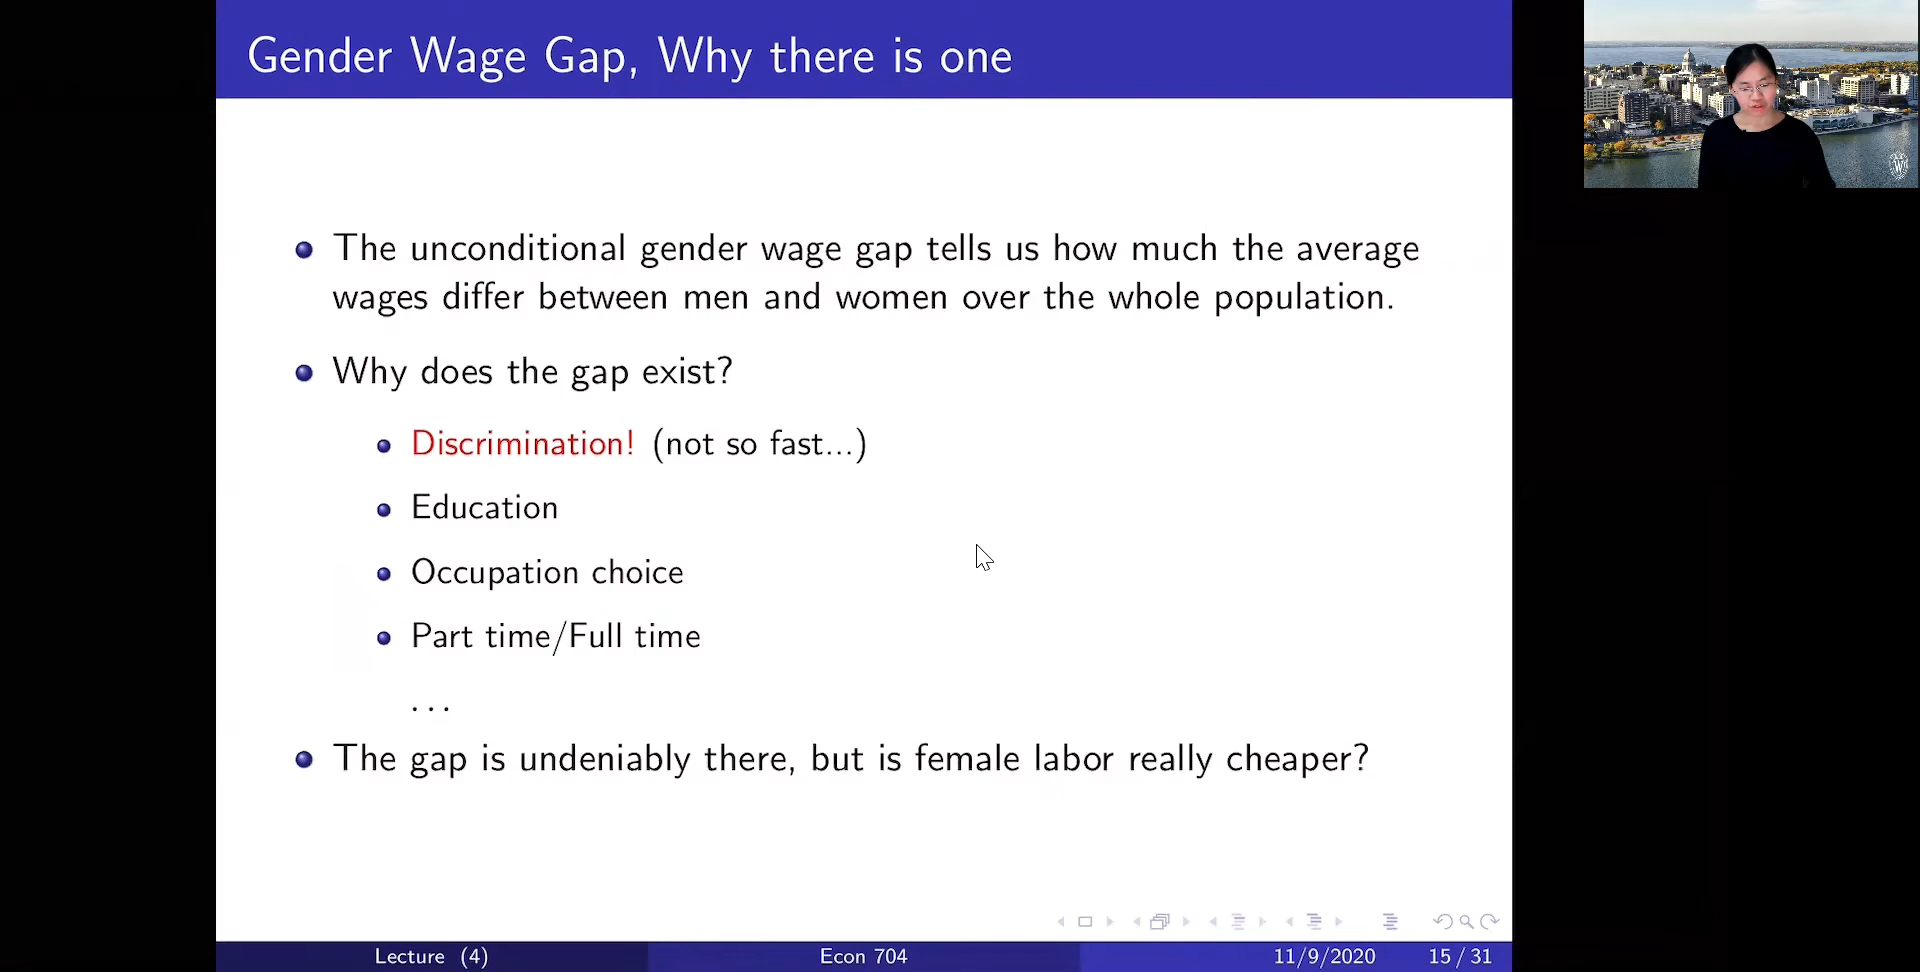 Gender Wage Gap, Why there is one
The unconditional gender wage gap tells us how much the average
wages differ between men and women over the whole population.
Why does the gap exist?
Discrimination! (not so fast...)
Education
Occupation choice
Part time/Full time
...
The gap is undeniably there, but is female labor really cheaper?
Lecture (4) Econ 704 11/9/2020 15 / 31
W